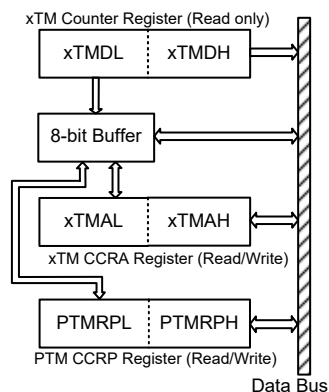 xTM Counter Register (Read only)
xTMDL xTMDH
8-bit Buffer
xTMAL xTMAH
xTM CCRA Register (Read/Write)
PTMRPL PTMRPH
PTM CCRP Register (Read/Write)
Data Bus